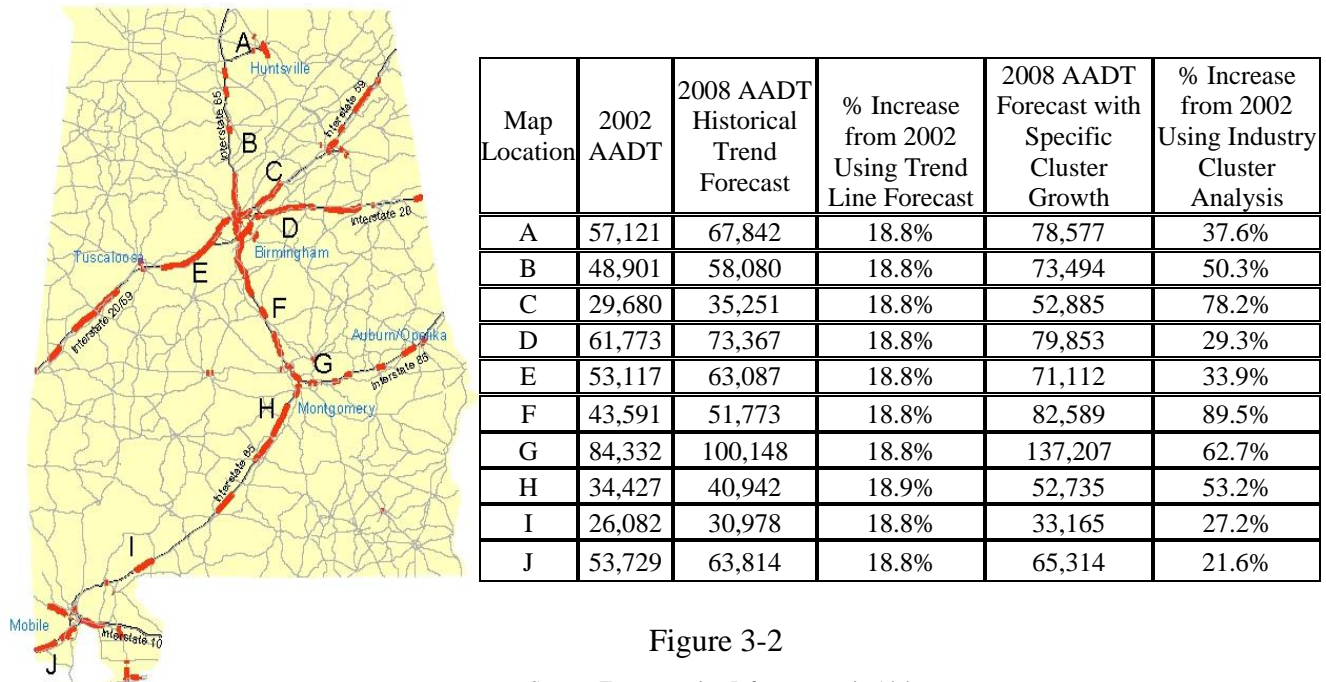 A
Huntsville
Interstate 65
Interstate 59
B
C
D
Interstate 20
Birmingham
Tuscaloosa
E
Interstate 20/59
F
Auburn/Opelika
G
Interstate 85
H
Montgomery
Interstate 65
I
Mobile
Interstate 10
J
Map Location 2002 AADT 2008 AADT Historical Trend Forecast % Increase from 2002 Using Trend Line Forecast 2008 AADT Forecast with Specific Cluster Growth % Increase from 2002 Using Industry Cluster Analysis
A 57,121 67,842 18.8% 78,577 37.6%
B 48,901 58,080 18.8% 73,494 50.3%
C 29,680 35,251 18.8% 52,885 78.2%
D 61,773 73,367 18.8% 79,853 29.3%
E 53,117 63,087 18.8% 71,112 33.9%
F 43,591 51,773 18.8% 82,589 89.5%
G 84,332 100,148 18.8% 137,207 62.7%
H 34,427 40,942 18.9% 52,735 53.2%
I 26,082 30,978 18.8% 33,165 27.2%
J 53,729 63,814 18.8% 65,314 21.6%
Figure 3-2